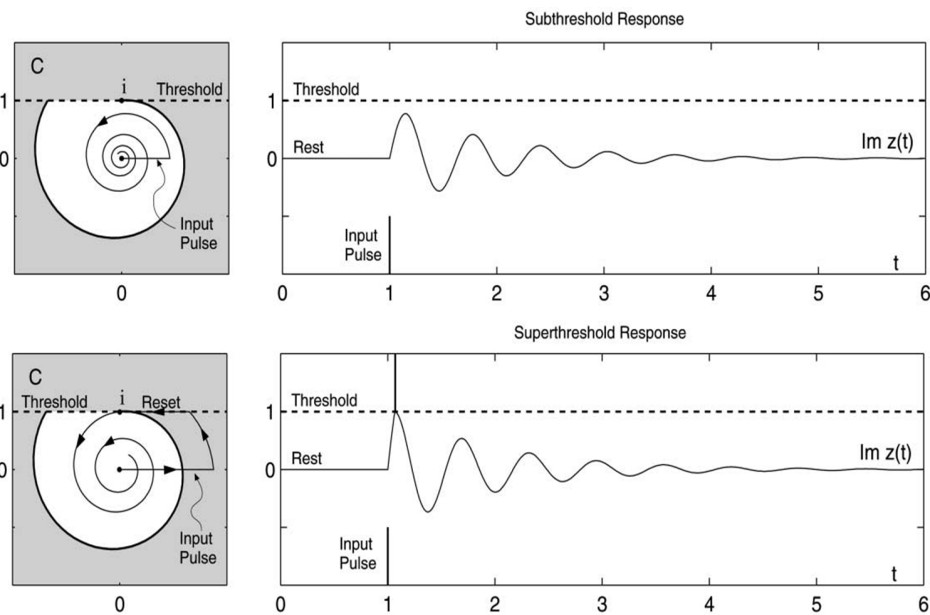 Subthreshold Response
C
i
Threshold
1
0
Input
Pulse
0
Threshold
1
Rest
0
Im z(t)
Input
Pulse
t
0 1 2 3 4 5 6
Superthreshold Response
C
Threshold
i
Reset
1
0
Input
Pulse
0
Threshold
1
Rest
0
Im z(t)
Input
Pulse
t
0 1 2 3 4 5 6